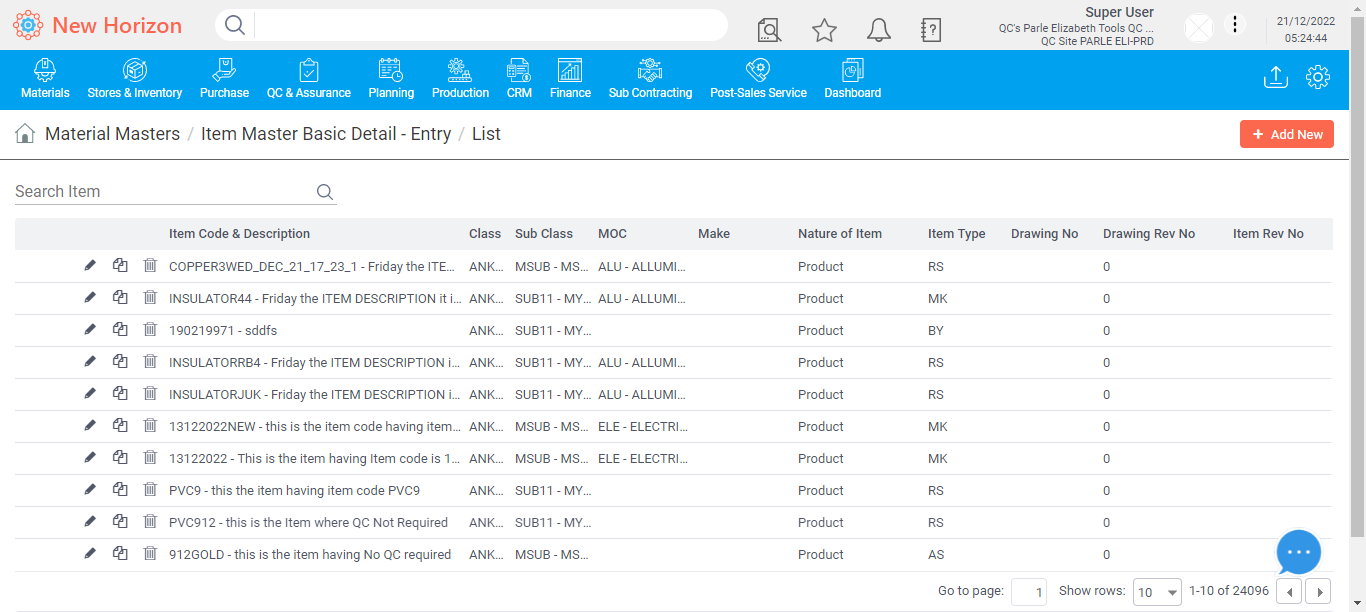 New Horizon
Super User
QC's Parle Elizabeth Tools QC ...
QC Site PARLE ELI-PRD
21/12/2022
05:24:44
Materials Stores & Inventory Purchase QC & Assurance Planning Production CRM Finance Sub Contracting Post-Sales Service Dashboard
Material Masters / Item Master Basic Detail - Entry / List
+ Add New
Search Item
Item Code & Description Class Sub Class MOC Make Nature of Item Item Type Drawing No Drawing Rev No Item Rev No
COPPER3WED_DEC_21_17_23_1 - Friday the ITE... ANK... MSUB - MS... ALU - ALLUMI... Product RS 0
INSULATOR44 - Friday the ITEM DESCRIPTION it i... ANK... SUB11 - MY... ALU - ALLUMI... Product MK 0
190219971 - sddfs ANK... SUB11 - MY... Product BY 0
INSULATORRB4 - Friday the ITEM DESCRIPTION i... ANK... SUB11 - MY... ALU - ALLUMI... Product RS 0
INSULATORJUK - Friday the ITEM DESCRIPTION i... ANK... SUB11 - MY... ALU - ALLUMI... Product RS 0
13122022NEW - this is the item code having item... ANK... MSUB - MS... ELE - ELECTRI... Product MK 0
13122022 - This is the item having Item code is 1... ANK... MSUB - MS... ELE - ELECTRI... Product MK 0
PVC9 - this the item having item code PVC9 ANK... SUB11 - MY... Product RS 0
PVC912 - this is the Item where QC Not Required ANK... SUB11 - MY... Product RS 0
912GOLD - this is the item having No QC required ANK... MSUB - MS... Product AS 0
Go to page: 1 Show rows: 10 1-10 of 24096